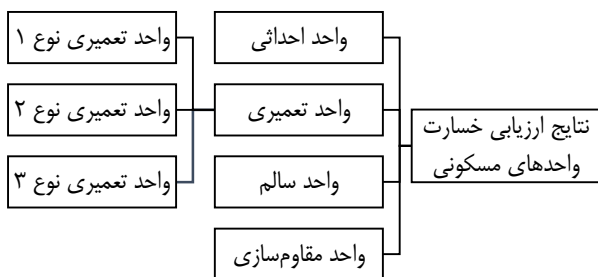 نتایج ارزیابی خسارت
واحدهای مسکونی
واحد احداثی
واحد تعمیری
واحد سالم
واحد مقاوم‌سازی
واحد تعمیری نوع ۱
واحد تعمیری نوع ۲
واحد تعمیری نوع ۳